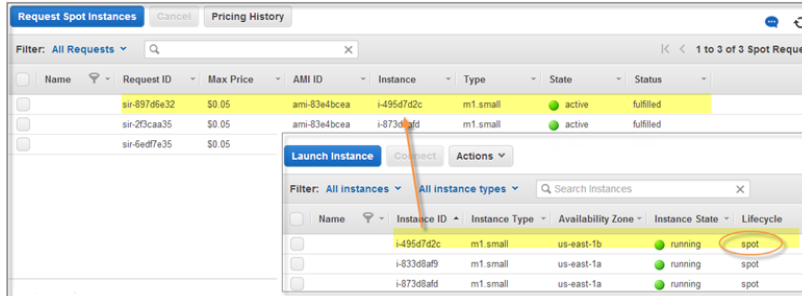 Request Spot Instances Cancel Pricing History
Filter: All Requests 1 to 3 of 3 Spot Reque
Name Request ID Max Price AMI ID Instance Type State Status
sir-897d6e32 $0.05 ami-83e4bcea i-495d7d2c m1.small active fulfilled
sir-2f3caa35 $0.05 ami-83e4bcea i-873d8afd m1.small active fulfilled
sir-6edf7e35 $0.05
Launch Instance Connect Actions
Filter: All instances All instance types Search Instances
Name Instance ID Instance Type Availability Zone Instance State Lifecycle
i-495d7d2c m1.small us-east-1b running spot
i-833d8af9 m1.small us-east-1a running spot
i-873d8afd m1.small us-east-1a running spot